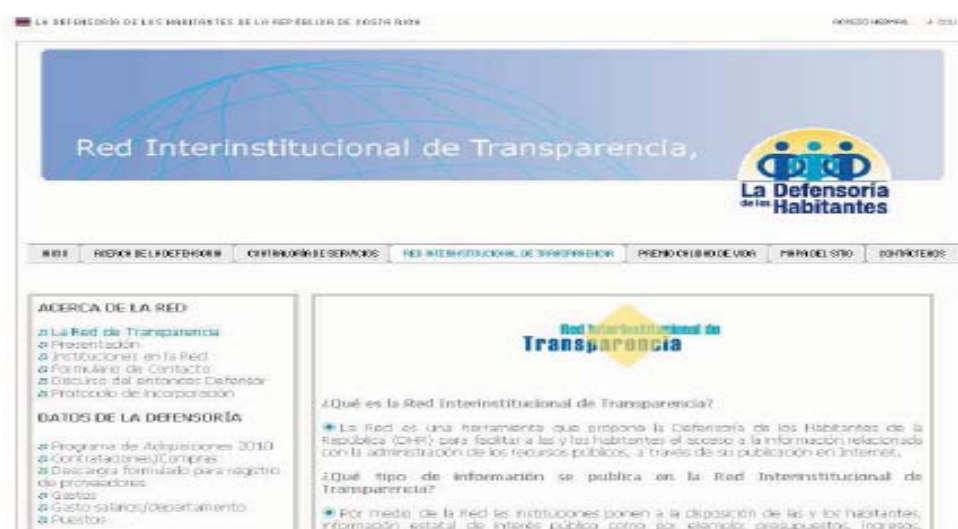 LA DEFENSORÍA DE LOS HABITANTES DE LA REPÚBLICA DE COSTA RICA
Red Interinstitucional de Transparencia,
La Defensoría
de los Habitantes
INICIO ACERCA DE LA DEFENSORIA CONTRALORÍA DE SERVICIOS RED INTERINSTITUCIONAL DE TRANSPARENCIA PREMIO CALIDAD DE VIDA MAPA DEL SITIO CONTÁCTENOS
ACERCA DE LA RED
La Red de Transparencia
Presentación
Instituciones en la Red
Formulario de Contacto
Discurso del entonces Defensor
Protocolo de incorporación
DATOS DE LA DEFENSORÍA
Programa de Adquisiciones 2010
Contrataciones/Compras
Descargra formulario para registro
de proveedores
Gastos
Gasto salarios/departamento
Puestos
Red Interinstitucional de
Transparencia
¿Qué es la Red Interinstitucional de Transparencia?
La Red es una herramienta que propone la Defensoría de los Habitantes de la
República (DHR) para facilitar a las y los habitantes el acceso a la información relacionada
con la administración de los recursos públicos, a través de su publicación en Internet.
¿Qué tipo de información se publica en la Red Interinstitucional de
Transparencia?
Por medio de la Red las instituciones ponen a la disposición de las y los habitantes,
información estatal de interés público como por ejemplo: presupuestos,